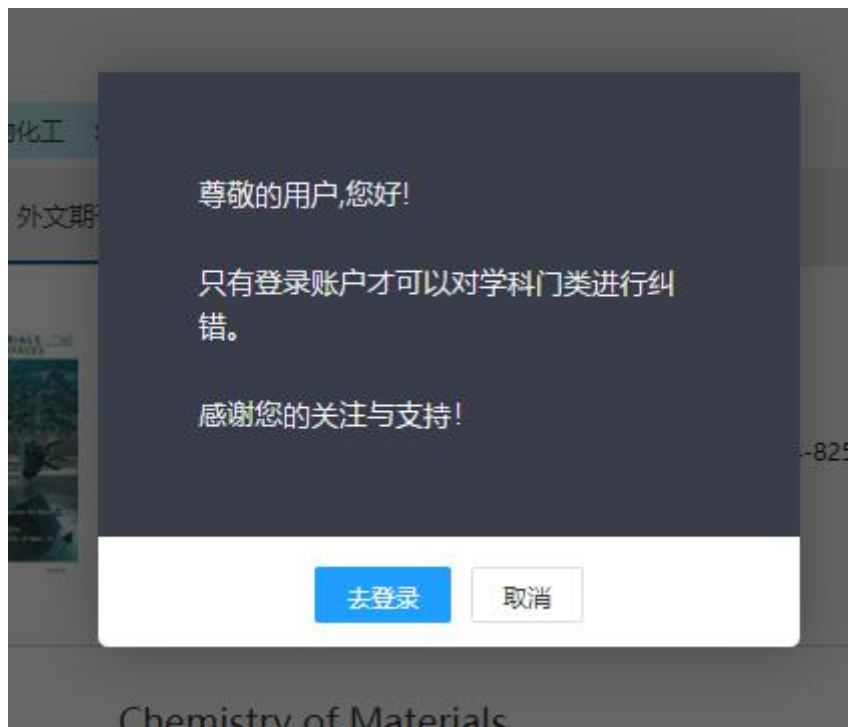 化工
外文期
尊敬的用户,您好!
只有登录账户才可以对学科门类进行纠
错。
感谢您的关注与支持!
-825
去登录
取消
Chemistry of Materials